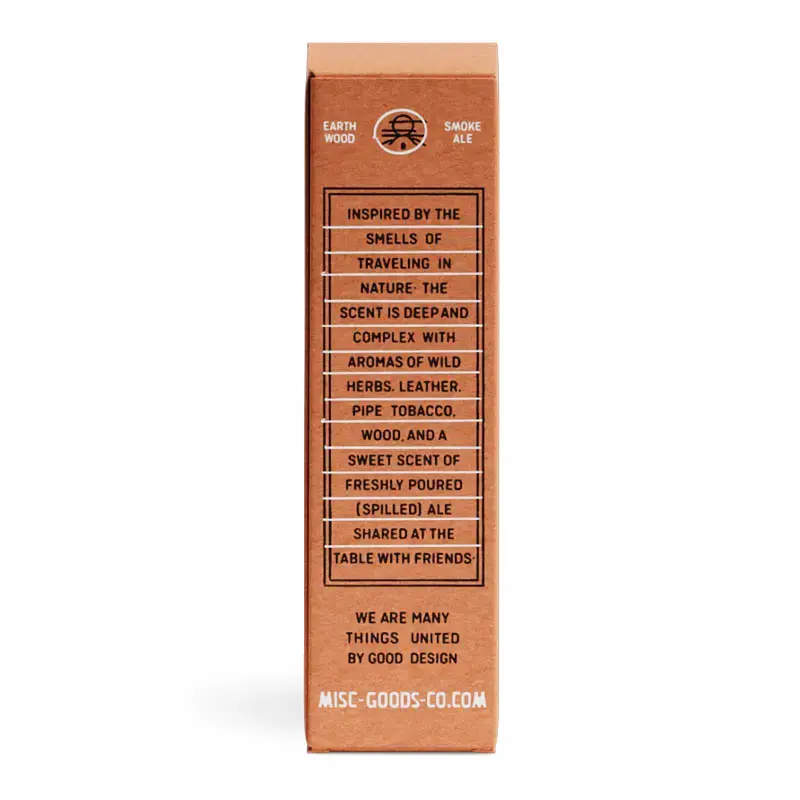 EARTH
WOOD
SMOKE
ALE
INSPIRED BY THE
SMELLS OF
TRAVELING IN
NATURE· THE
SCENT IS DEEP AND
COMPLEX WITH
AROMAS OF WILD
HERBS, LEATHER,
PIPE TOBACCO,
WOOD, AND A
SWEET SCENT OF
FRESHLY POURED
(SPILLED) ALE
SHARED AT THE
TABLE WITH FRIENDS·
WE ARE MANY
THINGS UNITED
BY GOOD DESIGN
MISC-GOODS-CO.COM